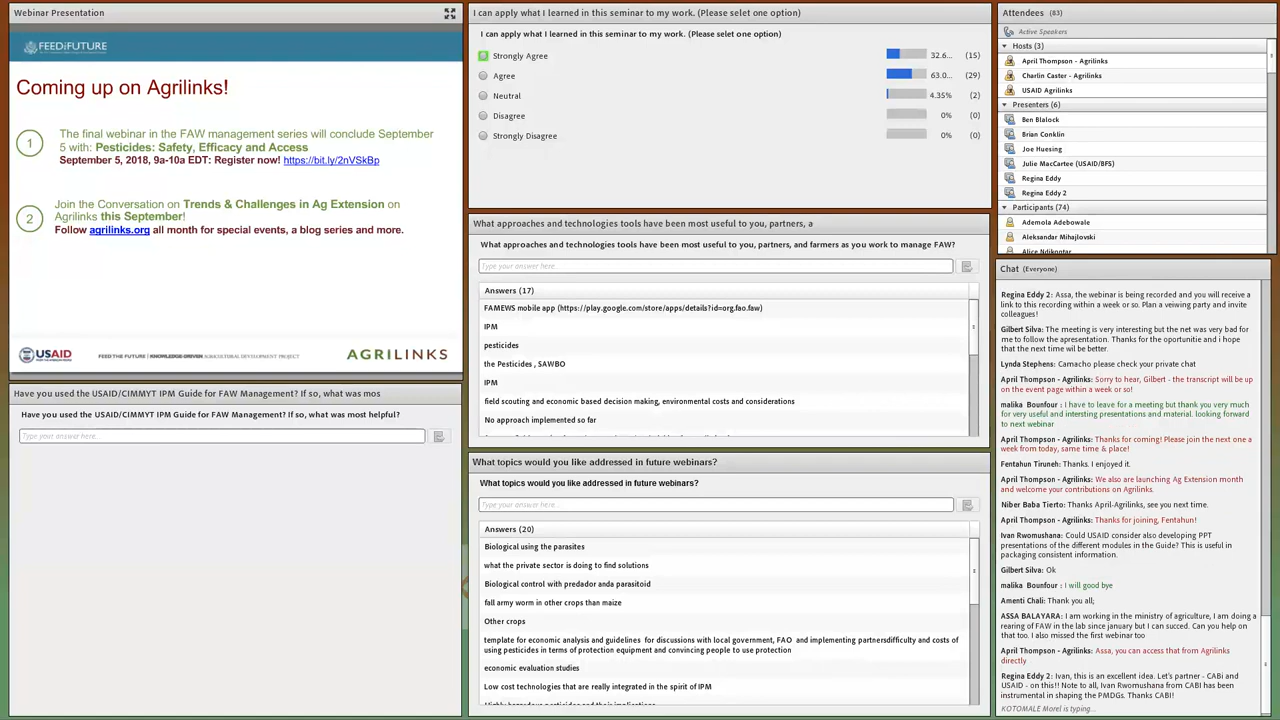 Webinar Presentation
FEED the FUTURE
Coming up on Agrilinks!
1
The final webinar in the FAW management series will conclude September
5 with: Pesticides: Safety, Efficacy and Access
September 5, 2018, 9a-10a EDT: Register now! https://bit.ly/2nVSkBp
2
Join the Conversation on Trends & Challenges in Ag Extension on
Agrilinks this September!
Follow agrilinks.org all month for special events, a blog series and more.
USAID
FEED THE FUTURE KNOWLEDGE-DRIVEN AGRICULTURAL DEVELOPMENT PROJECT
AGRILINKS
Have you used the USAID/CIMMYT IPM Guide for FAW Management? If so, what was mos
Have you used the USAID/CIMMYT IPM Guide for FAW Management? If so, what was most helpful?
Type your answer here...
I can apply what I learned in this seminar to my work. (Please selet one option)
I can apply what I learned in this seminar to my work. (Please selet one option)
Strongly Agree 32.6... (15)
Agree 63.0... (29)
Neutral 4.35% (2)
Disagree 0% (0)
Strongly Disagree 0% (0)
What approaches and technologies tools have been most useful to you, partners, a
What approaches and technologies tools have been most useful to you, partners, and farmers as you work to manage FAW?
Type your answer here...
Answers (17)
FAMEWS mobile app (https://play.google.com/store/apps/details?id=org.fao.faw)
IPM
pesticides
the Pesticides , SAWBO
IPM
field scouting and economic based decision making, environmental costs and considerations
No approach implemented so far
What topics would you like addressed in future webinars?
What topics would you like addressed in future webinars?
Type your answer here...
Answers (20)
Biological using the parasites
what the private sector is doing to find solutions
Biological control with predador anda parasitoid
fall army worm in other crops than maize
Other crops
template for economic analysis and guidelines for discussions with local government, FAO and implementing partnersdifficulty and costs of
using pesticides in terms of protection equipment and convincing people to use protection
economic evaluation studies
Low cost technologies that are really integrated in the spirit of IPM
Highly hazardous pesticides and their implications
Attendees (83)
Active Speakers
Hosts (3)
April Thompson - Agrilinks
Charlin Caster - Agrilinks
USAID Agrilinks
Presenters (6)
Ben Blalock
Brian Conklin
Joe Huesing
Julie MacCartee (USAID/BFS)
Regina Eddy
Regina Eddy 2
Participants (74)
Ademola Adebowale
Aleksandar Mihajlovski
Alice Ndikontar
Chat (Everyone)
Regina Eddy 2: Assa, the webinar is being recorded and you will receive a
link to this recording within a week or so. Plan a veiwing party and invite
colleagues!
Gilbert Silva: The meeting is very interesting but the net was very bad for
me to follow the apresentation. Thanks for the oportunitie and i hope
that the next time wil be better.
Lynda Stephens: Camacho please check your private chat
April Thompson - Agrilinks: Sorry to hear, Gilbert - the transcript will be up
on the event page within a week or so!
malika Bounfour : I have to leave for a meeting but thank you very much
for very useful and intersting presentations and material. looking forward
to next webinar
April Thompson - Agrilinks: Thanks for coming! Please join the next one a
week from today, same time & place!
Fentahun Tiruneh: Thanks. I enjoyed it.
April Thompson - Agrilinks: We also are launching Ag Extension month
and welcome your contributions on Agrilinks.
Niber Baba Tierto: Thanks April-Agrilinks, see you next time.
April Thompson - Agrilinks: Thanks for joining, Fentahun!
Ivan Rwomushana: Could USAID consider also developing PPT
presentations of the different modules in the Guide? This is useful in
packaging consistent information.
Gilbert Silva: Ok
malika Bounfour : I will good bye
Amenti Chali: Thank you all;
ASSA BALAYARA: I am working in the ministry of agriculture, I am doing a
rearing of FAW in the lab since january but I can succed. Can you help on
that too. I also missed the first webinar too
April Thompson - Agrilinks: Assa, you can access that from Agrilinks
directly
Regina Eddy 2: Ivan, this is an excellent idea. Let's partner - CABi and
USAID - on this!! Note to all, Ivan Rwomushana from CABI has been
instrumental in shaping the PMDGs. Thanks CABI!
KOTOMALE Morel is typing...